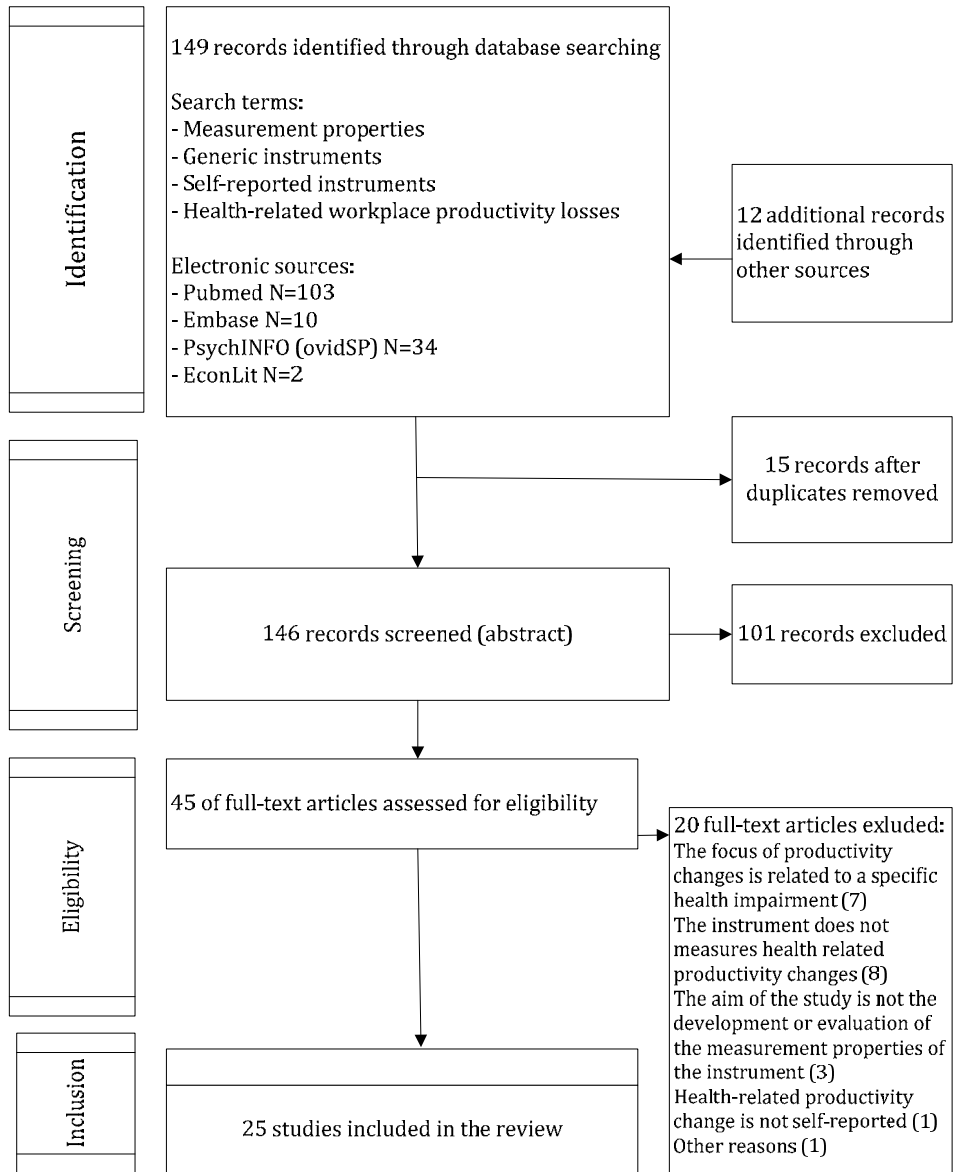 Identification
149 records identified through database searching
Search terms:
- Measurement properties
- Generic instruments
- Self-reported instruments
- Health-related workplace productivity losses
Electronic sources:
- Pubmed N=103
- Embase N=10
- PsychINFO (ovidSP) N=34
- EconLit N=2
12 additional records
identified through
other sources
Screening
15 records after
duplicates removed
146 records screened (abstract)
101 records excluded
Eligibility
45 of full-text articles assessed for eligibility
20 full-text articles exluded:
The focus of productivity
changes is related to a specific
health impairment (7)
The instrument does not
measures health related
productivity changes (8)
The aim of the study is not the
development or evaluation of
the measurement properties of
the instrument (3)
Health-related productivity
change is not self-reported (1)
Other reasons (1)
Inclusion
25 studies included in the review